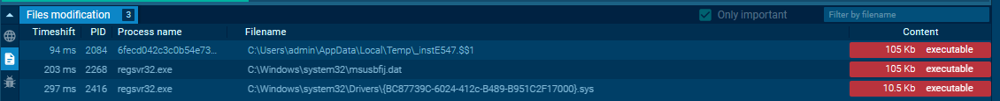 Files modification 3 Only important Filter by filename
Timeshift PID Process name Filename Content
94 ms 2084 6fecd042c3c0b54e73... C:\Users\admin\AppData\Local\Temp\_instE547.$$1 105 Kb executable
203 ms 2268 regsvr32.exe C:\Windows\system32\msusbfij.dat 105 Kb executable
297 ms 2416 regsvr32.exe C:\Windows\system32\Drivers\{BC87739C-6024-412c-B489-B951C2F17000}.sys 10.5 Kb executable